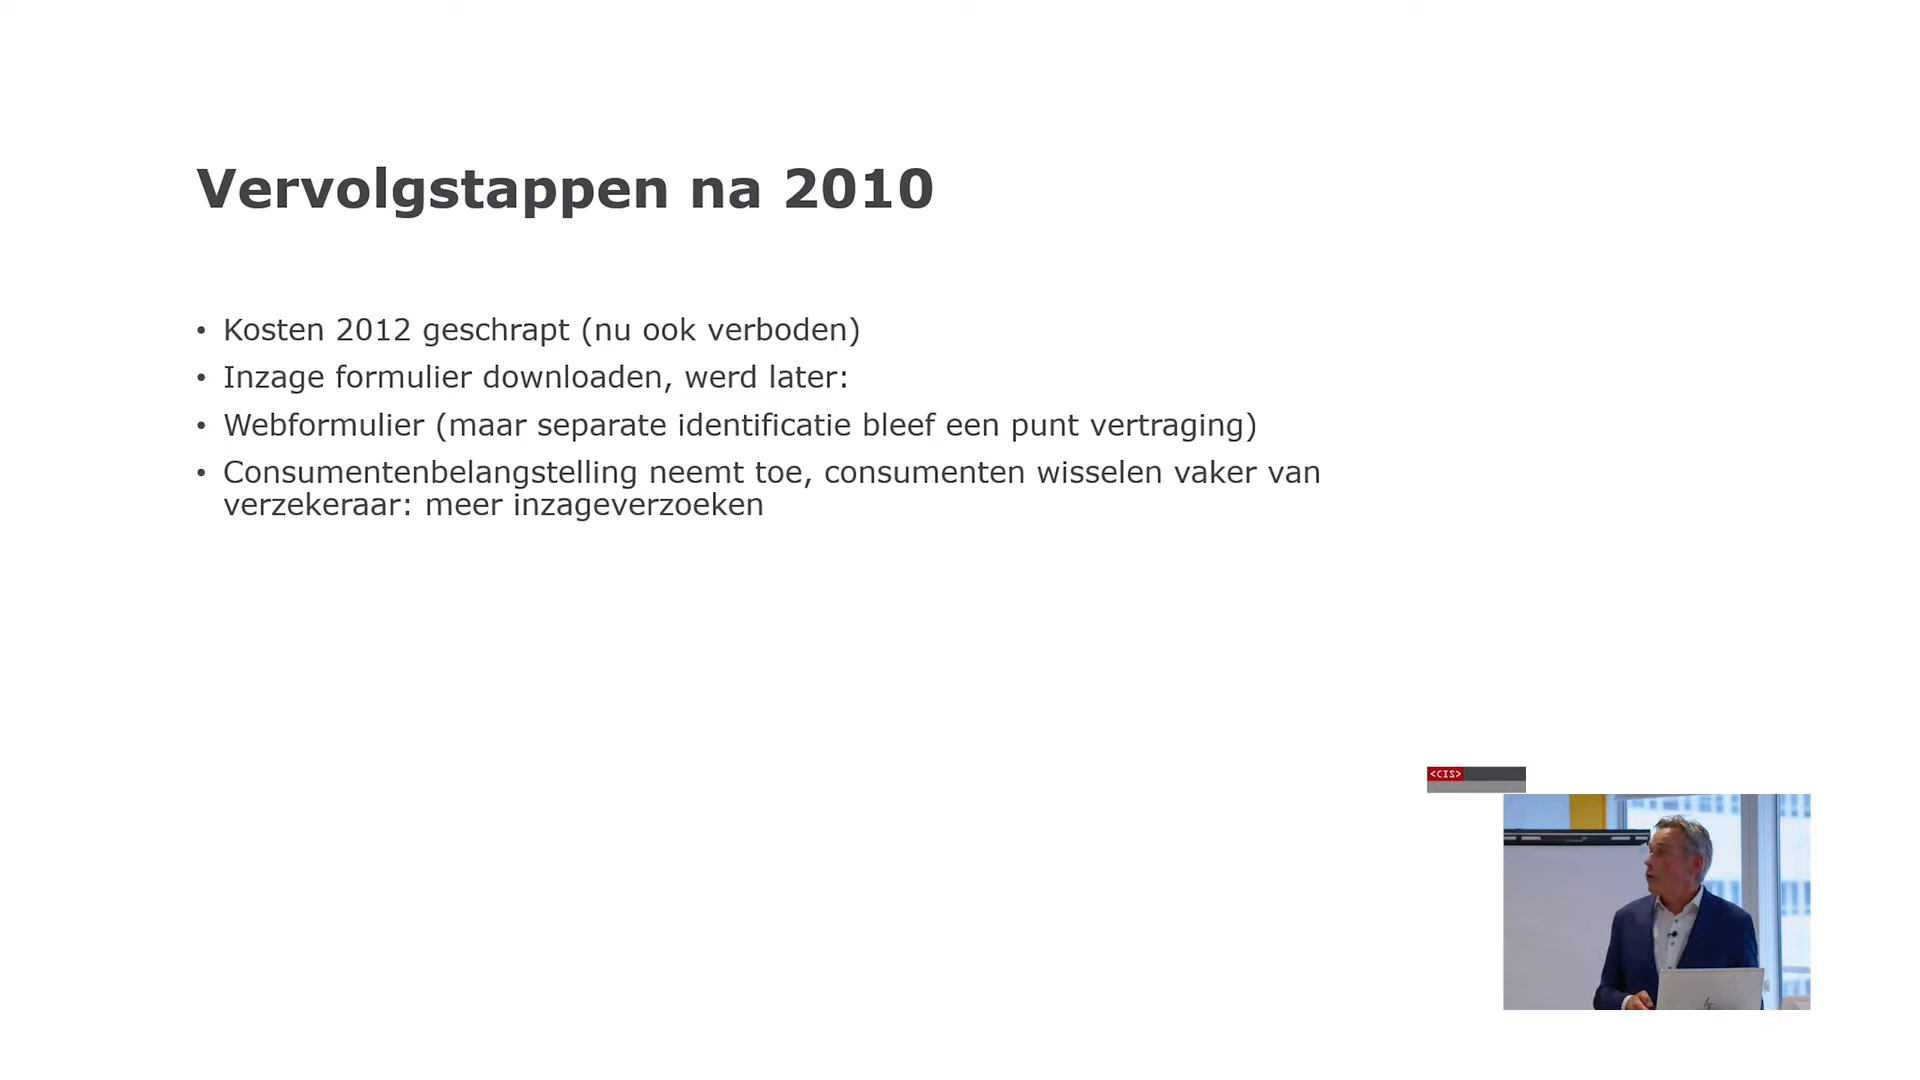 Vervolgstappen na 2010
• Kosten 2012 geschrapt (nu ook verboden)
• Inzage formulier downloaden, werd later:
• Webformulier (maar separate identificatie bleef een punt vertraging)
• Consumentenbelangstelling neemt toe, consumenten wisselen vaker van
verzekeraar: meer inzageverzoeken
<CIS>
hp